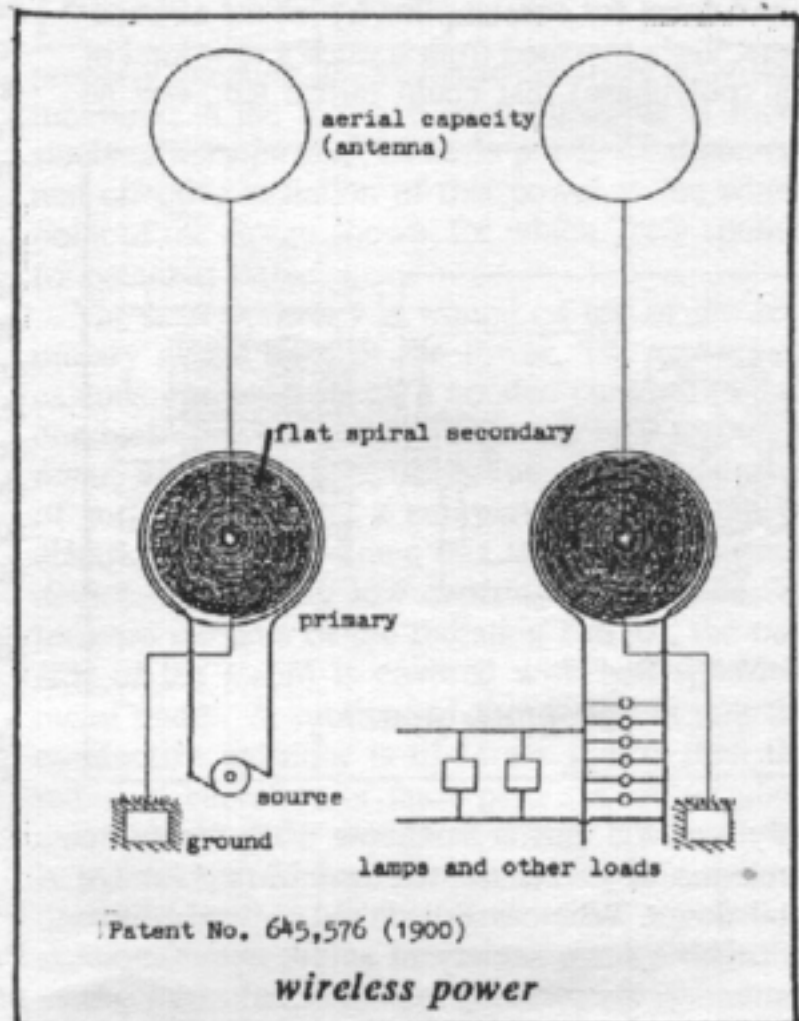 aerial capacity
(antenna)
flat spiral secondary
primary
source
ground
lamps and other loads
Patent No. 645,576 (1900)
wireless power